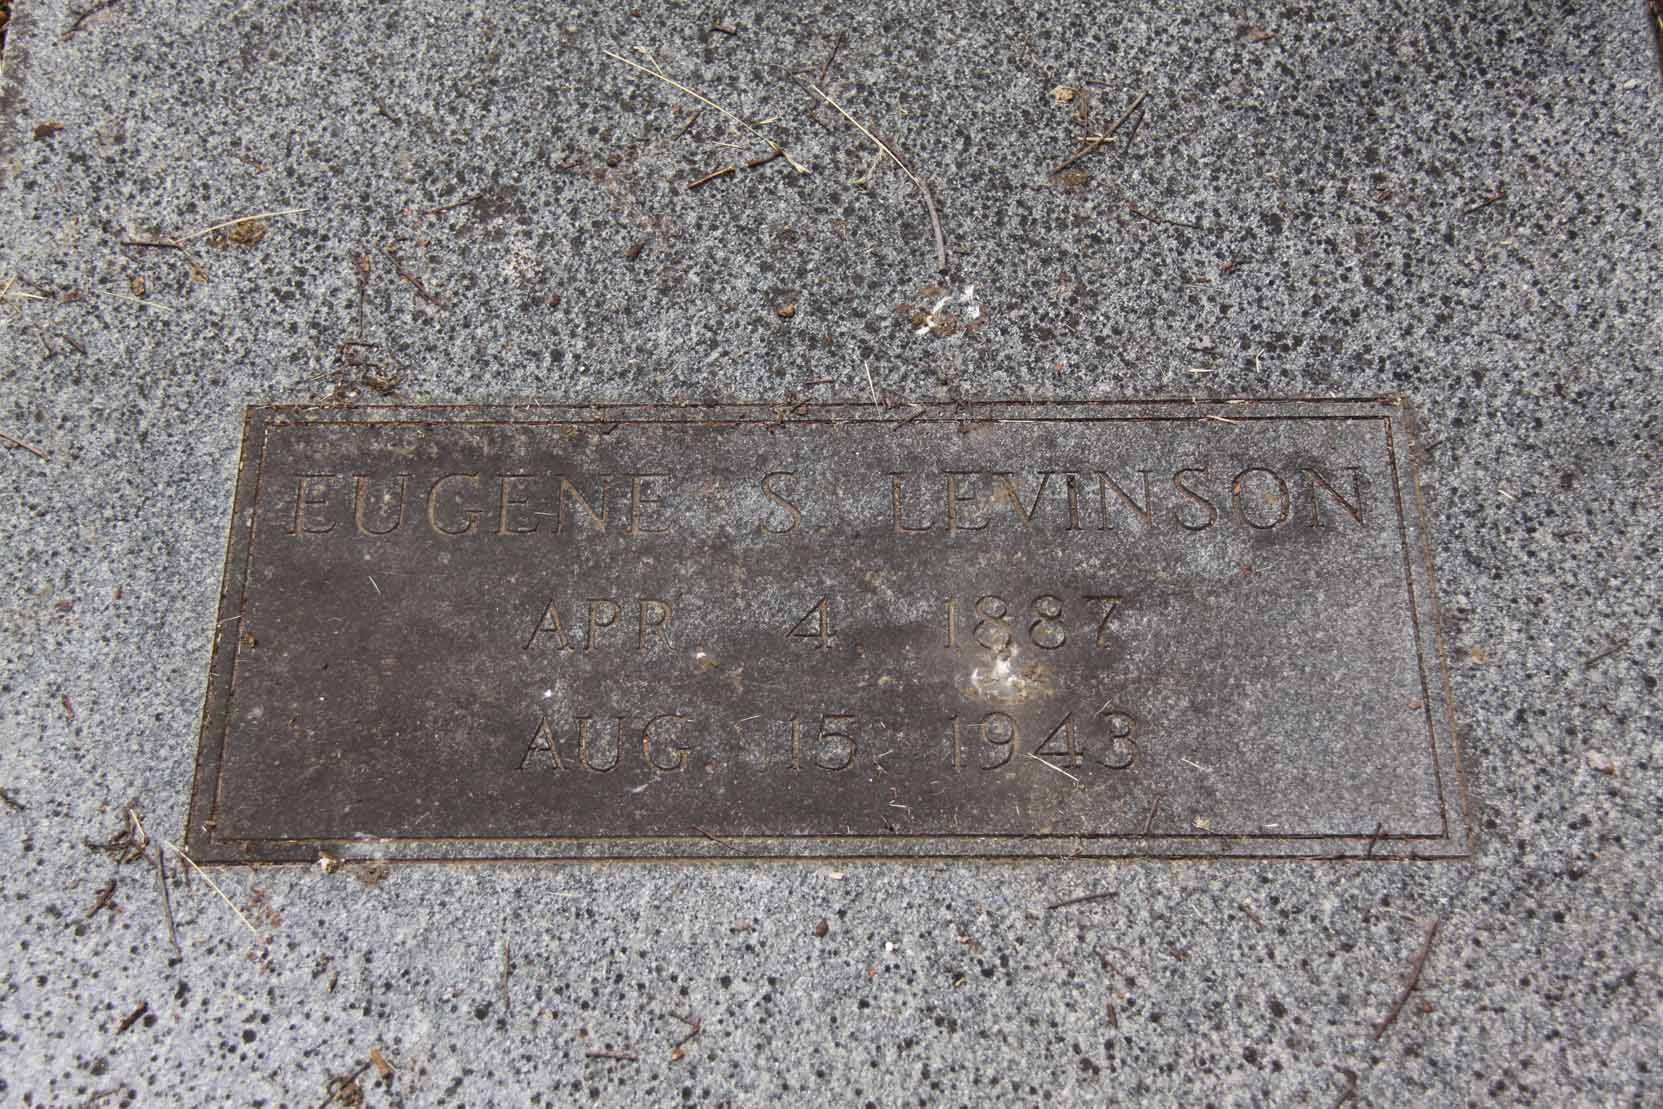 EUGENE S. LEVINSON
APR. 4. 1887
AUG. 15. 1943